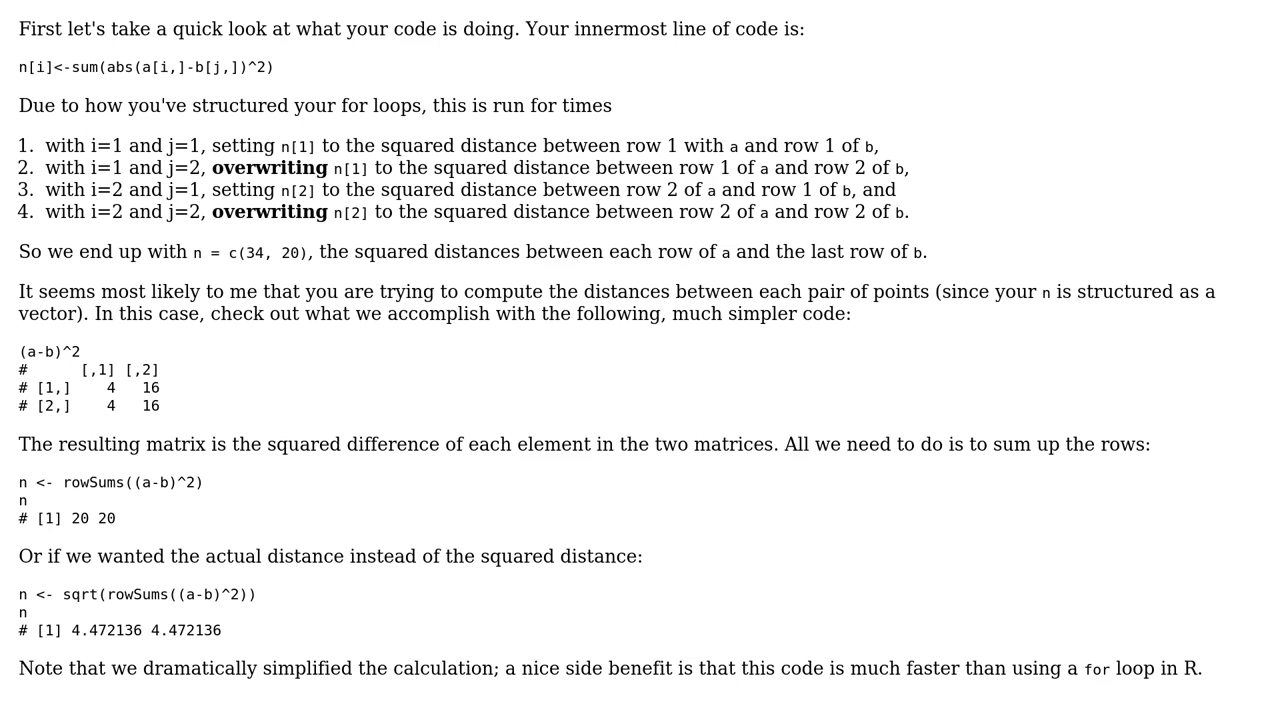 First let's take a quick look at what your code is doing. Your innermost line of code is:
n[i]<-sum(abs(a[i,]-b[j,])^2)
Due to how you've structured your for loops, this is run for times
1. with i=1 and j=1, setting n[1] to the squared distance between row 1 with a and row 1 of b,
2. with i=1 and j=2, overwriting n[1] to the squared distance between row 1 of a and row 2 of b,
3. with i=2 and j=1, setting n[2] to the squared distance between row 2 of a and row 1 of b, and
4. with i=2 and j=2, overwriting n[2] to the squared distance between row 2 of a and row 2 of b.
So we end up with n = c(34, 20), the squared distances between each row of a and the last row of b.
It seems most likely to me that you are trying to compute the distances between each pair of points (since your n is structured as a
vector). In this case, check out what we accomplish with the following, much simpler code:
(a-b)^2
#      [,1] [,2]
# [1,]    4   16
# [2,]    4   16
The resulting matrix is the squared difference of each element in the two matrices. All we need to do is to sum up the rows:
n <- rowSums((a-b)^2)
n
# [1] 20 20
Or if we wanted the actual distance instead of the squared distance:
n <- sqrt(rowSums((a-b)^2))
n
# [1] 4.472136 4.472136
Note that we dramatically simplified the calculation; a nice side benefit is that this code is much faster than using a for loop in R.